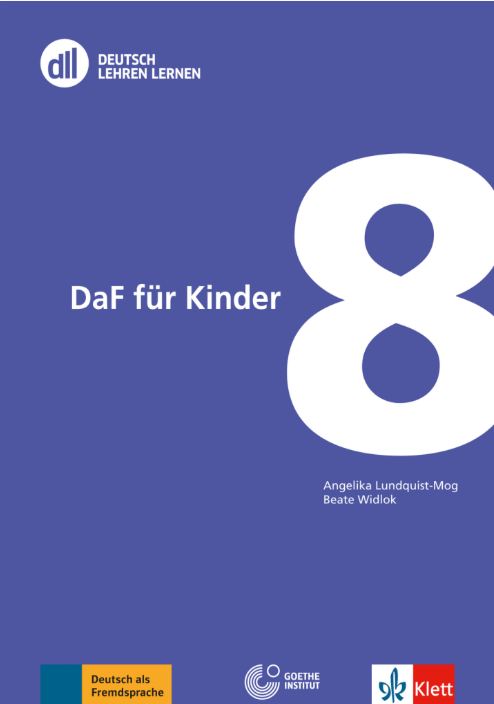 dll
DEUTSCH
LEHREN LERNEN
8
DaF für Kinder
Angelika Lundquist-Mog
Beate Widlok
Deutsch als
Fremdsprache
GOETHE
INSTITUT
Klett